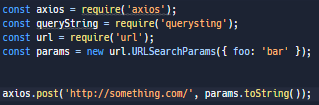 const axios = require('axios');
const queryString = require('querysting');
const url = require('url');
const params = new url.URLSearchParams({ foo: 'bar' });
axios.post('http://something.com/', params.toString());